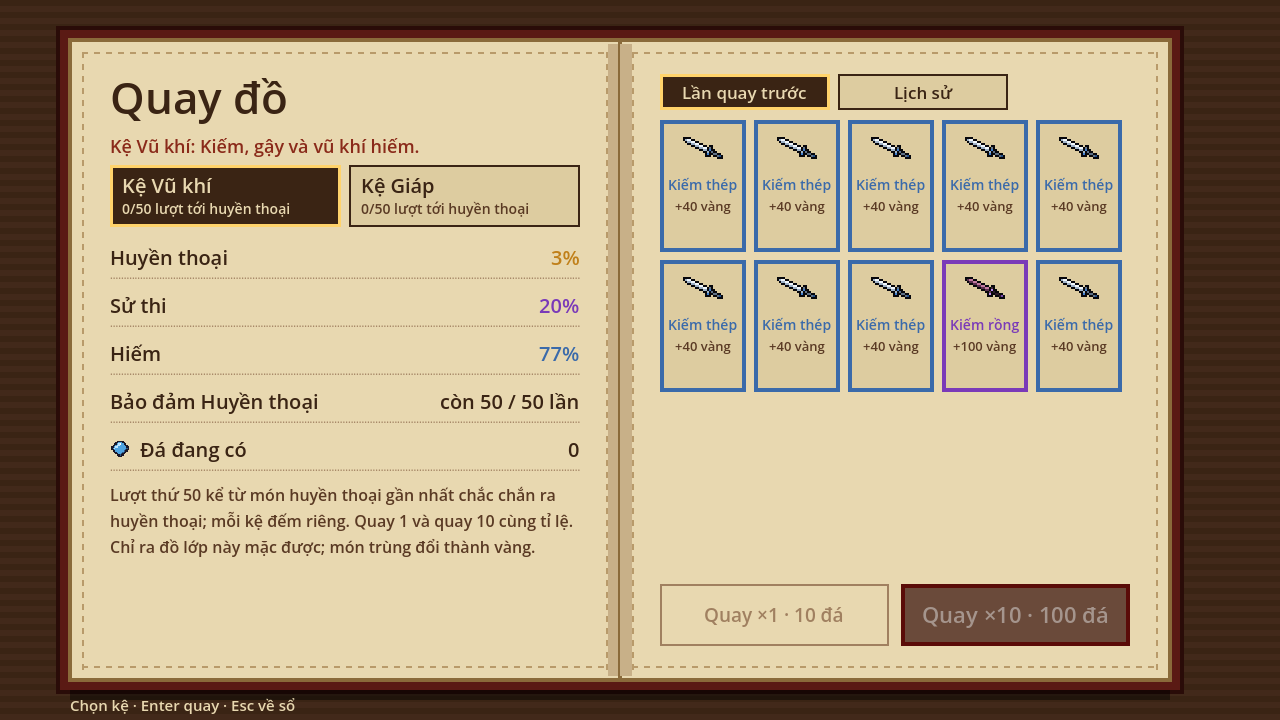 Quay đồ
Kệ Vũ khí: Kiếm, gậy và vũ khí hiếm.
Kệ Vũ khí
0/50 lượt tới huyền thoại
Kệ Giáp
0/50 lượt tới huyền thoại
Huyền thoại 3%
Sử thi 20%
Hiếm 77%
Bảo đảm Huyền thoại còn 50 / 50 lần
Đá đang có 0
Lượt thứ 50 kể từ món huyền thoại gần nhất chắc chắn ra
huyền thoại; mỗi kệ đếm riêng. Quay 1 và quay 10 cùng tỉ lệ.
Chỉ ra đồ lớp này mặc được; món trùng đổi thành vàng.
Lần quay trước Lịch sử
Kiếm thép Kiếm thép Kiếm thép Kiếm thép Kiếm thép
+40 vàng +40 vàng +40 vàng +40 vàng +40 vàng
Kiếm thép Kiếm thép Kiếm thép Kiếm rồng Kiếm thép
+40 vàng +40 vàng +40 vàng +100 vàng +40 vàng
Quay ×1 · 10 đá Quay ×10 · 100 đá
Chọn kệ · Enter quay · Esc về sổ